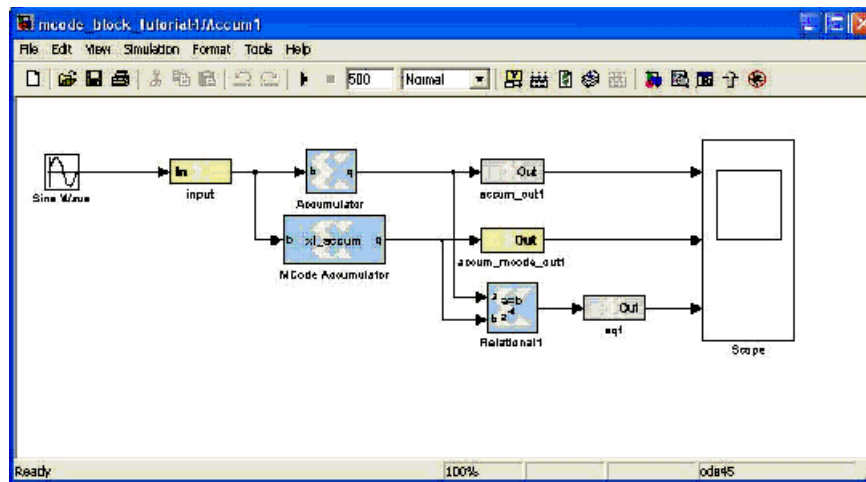 mcode_block_tutorial1/Accum1
File Edit View Simulation Format Tools Help
500 Normal
Sine Wave
In
input
b q
Accumulator
b xl_accum q
MCode Accumulator
Out
accum_out1
Out
accum_mcode_out1
a a=b
b
Relational1
Out
eq1
Scope
Ready 100% ode45